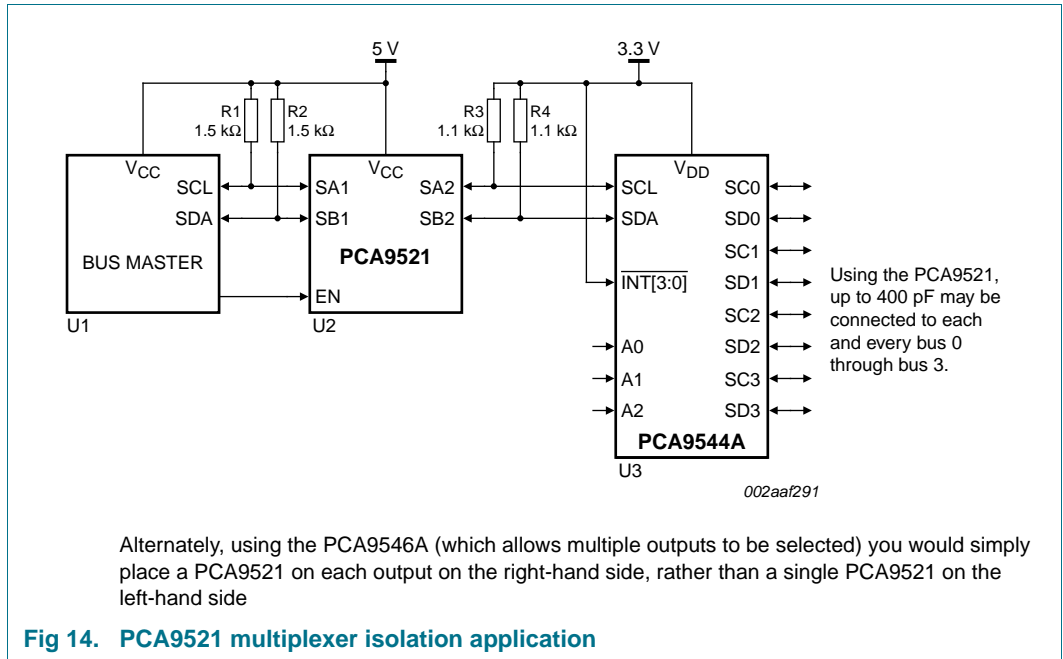 5 V
3.3 V
R1
1.5 kΩ
R2
1.5 kΩ
R3
1.1 kΩ
R4
1.1 kΩ
VCC
SCL
SDA
BUS MASTER
U1
VCC
SA1
SB1
SA2
SB2
PCA9521
EN
U2
VDD
SCL
SDA
INT[3:0]
A0
A1
A2
SC0
SD0
SC1
SD1
SC2
SD2
SC3
SD3
PCA9544A
U3
Using the PCA9521,
up to 400 pF may be
connected to each
and every bus 0
through bus 3.
002aaf291
Alternately, using the PCA9546A (which allows multiple outputs to be selected) you would simply
place a PCA9521 on each output on the right-hand side, rather than a single PCA9521 on the
left-hand side
Fig 14. PCA9521 multiplexer isolation application